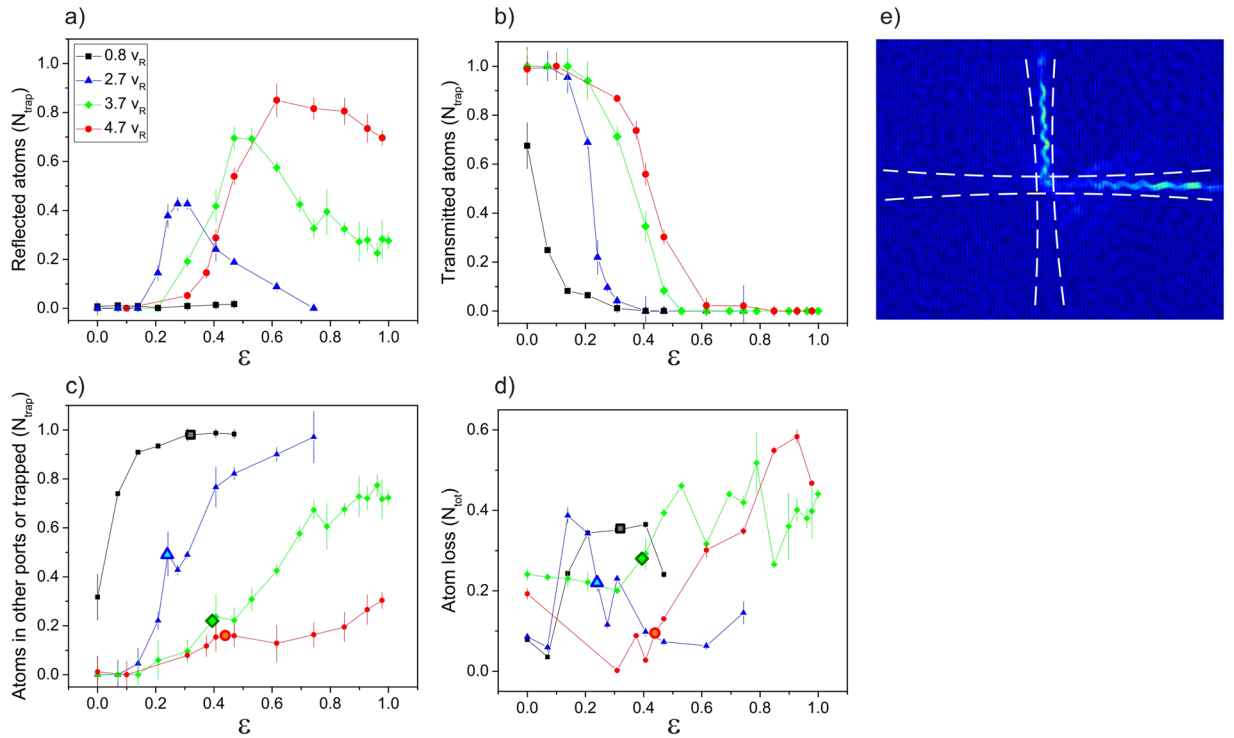 a)
0.8 v_R
2.7 v_R
3.7 v_R
4.7 v_R
Reflected atoms (N_trap)
1.0
0.8
0.6
0.4
0.2
0.0
0.0 0.2 0.4 0.6 0.8 1.0
ε
b)
Transmitted atoms (N_trap)
1.0
0.8
0.6
0.4
0.2
0.0
0.0 0.2 0.4 0.6 0.8 1.0
ε
e)
c)
Atoms in other ports or trapped (N_trap)
1.0
0.8
0.6
0.4
0.2
0.0
0.0 0.2 0.4 0.6 0.8 1.0
ε
d)
Atom loss (N_tot)
0.6
0.4
0.2
0.0
0.0 0.2 0.4 0.6 0.8 1.0
ε